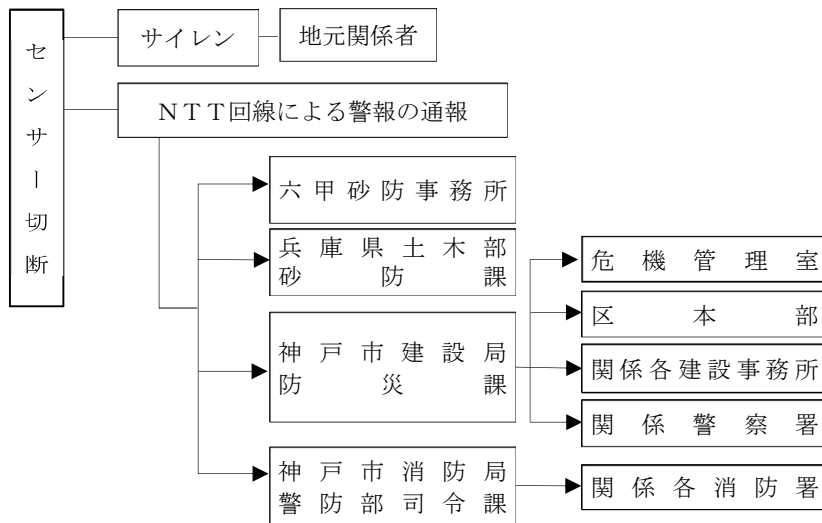 センサー切断
サイレン
地元関係者
ＮＴＴ回線による警報の通報
六甲砂防事務所
兵庫県土木部
砂防課
神戸市建設局
防災課
神戸市消防局
警防部司令課
危機管理室
区本部
関係各建設事務所
関係警察署
関係各消防署